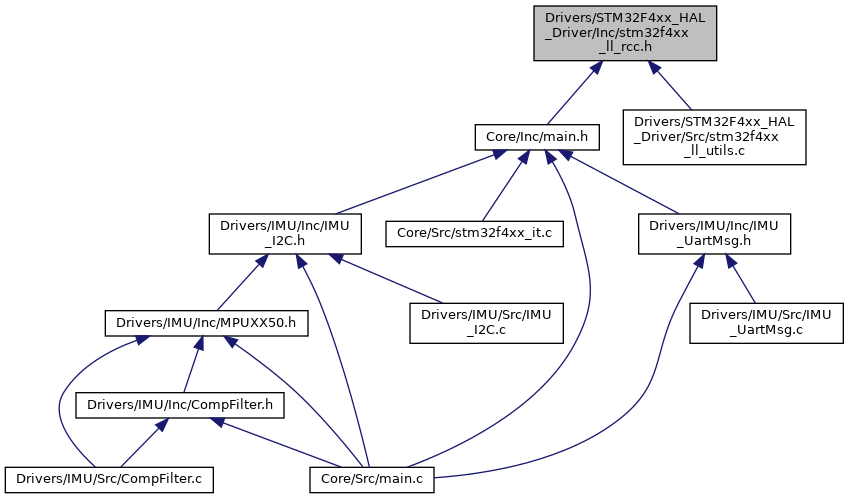 Drivers/STM32F4xx_HAL
_Driver/Inc/stm32f4xx
_ll_rcc.h
Core/Inc/main.h
Drivers/STM32F4xx_HAL
_Driver/Src/stm32f4xx
_ll_utils.c
Drivers/IMU/Inc/IMU
_I2C.h
Core/Src/stm32f4xx_it.c
Drivers/IMU/Inc/IMU
_UartMsg.h
Drivers/IMU/Inc/MPUXX50.h
Drivers/IMU/Src/IMU
_I2C.c
Drivers/IMU/Src/IMU
_UartMsg.c
Drivers/IMU/Inc/CompFilter.h
Drivers/IMU/Src/CompFilter.c
Core/Src/main.c